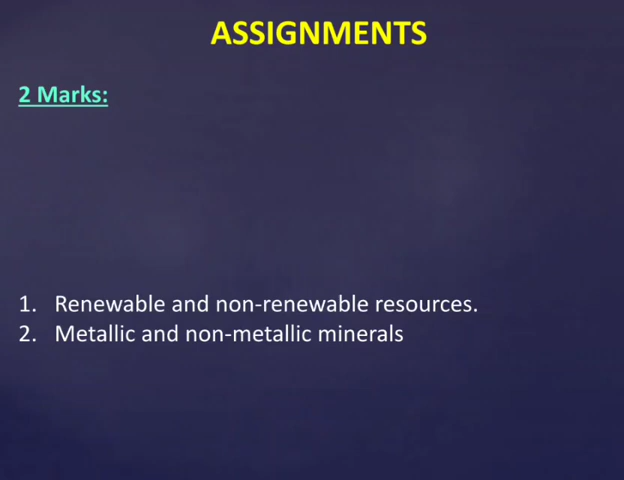 ASSIGNMENTS
2 Marks:
1. Renewable and non-renewable resources.
2. Metallic and non-metallic minerals